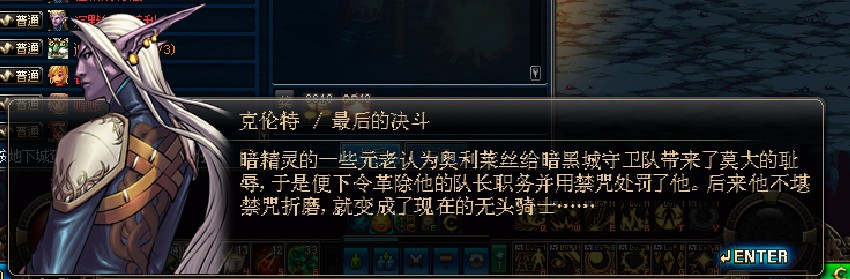 普通
普通
/3)
普通
普通
克伦特 / 最后的决斗
暗精灵的一些元老认为奥利莱丝给暗黑城守卫队带来了莫大的耻
辱，于是便下令革除他的队长职务并用禁咒处罚了他。后来他不堪
禁咒折磨，就变成了现在的无头骑士……
地下城
ENTER